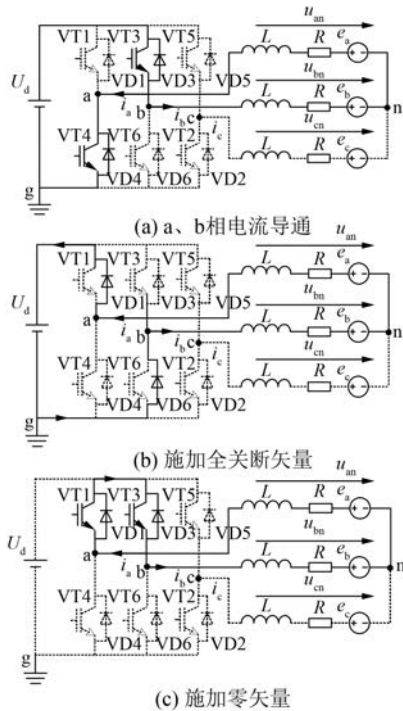 VT1 VT3 VT5
VD1 VD3 VD5
U_d
a i_a b i_b c i_c
VT4 VT6 VT2
VD4 VD6 VD2
g
u_an
L R e_a
u_bn
L R e_b
u_cn n
L R e_c
(a) a、b相电流导通
VT1 VT3 VT5
VD1 VD3 VD5
U_d
a i_a b i_b c i_c
VT4 VT6 VT2
VD4 VD6 VD2
g
u_an
L R e_a
u_bn
L R e_b
u_cn n
L R e_c
(b) 施加全关断矢量
VT1 VT3 VT5
VD1 VD3 VD5
U_d
a i_a b i_b c i_c
VT4 VT6 VT2
VD4 VD6 VD2
g
u_an
L R e_a
u_bn
L R e_b
u_cn n
L R e_c
(c) 施加零矢量